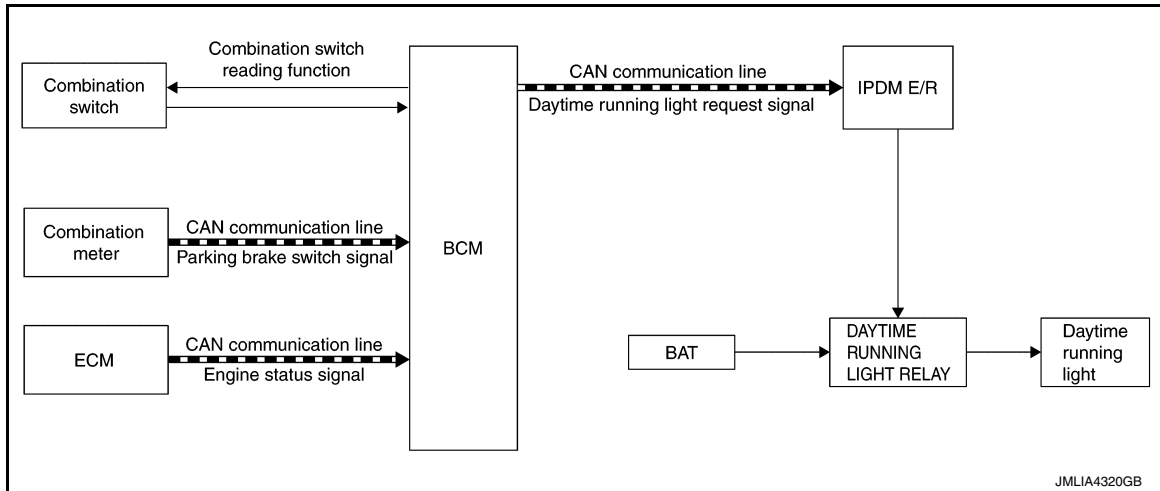 Combination switch
reading function
Combination
switch
CAN communication line
Daytime running light request signal
IPDM E/R
Combination
meter
CAN communication line
Parking brake switch signal
BCM
ECM
CAN communication line
Engine status signal
BAT
DAYTIME
RUNNING
LIGHT RELAY
Daytime
running
light
JMLIA4320GB